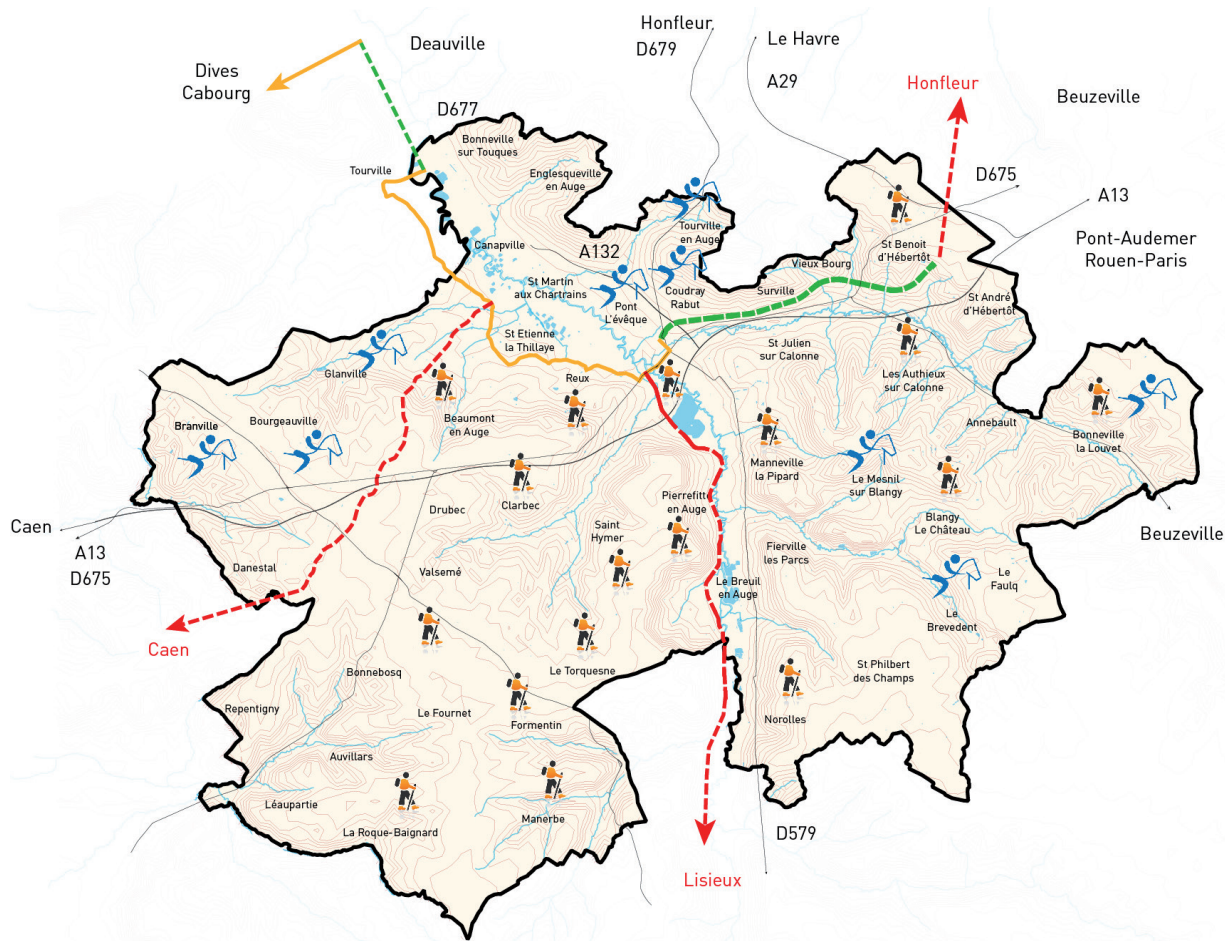 Honfleur
D679
Le Havre
A29
Deauville
Dives
Cabourg
Honfleur
Beuzeville
D677
Bonneville
sur Touques
Tourville
Englesqueville
en Auge
D675
A13
Tourville
en Auge
St Benoit
d'Hébertôt
Pont-Audemer
Rouen-Paris
Canapville
A132
Vieux Bourg
St Martin
aux Chartrains
Coudray
Rabut
Surville
Pont
L'évêque
St André
d'Hébertôt
St Etienne
la Thillaye
St Julien
sur Calonne
Glanville
Reux
Les Authieux
sur Calonne
Beaumont
en Auge
Bourgeauville
Branville
Annebault
Bonneville
la Louvet
Manneville
la Pipard
Le Mesnil
sur Blangy
Pierrefitt
en Auge
Clarbec
Drubec
Beuzeville
Caen
A13
D675
Saint
Hymer
Blangy
Le Château
Fierville
les Parcs
Danestal
Valsemé
Le Breuil
en Auge
Le
Faulq
Le
Brevedent
Caen
Bonnebosq
Le Torquesne
St Philbert
des Champs
Repentigny
Le Fournet
Formentin
Norolles
Auvillars
Léaupartie
La Roque-Baignard
Manerbe
D579
Lisieux